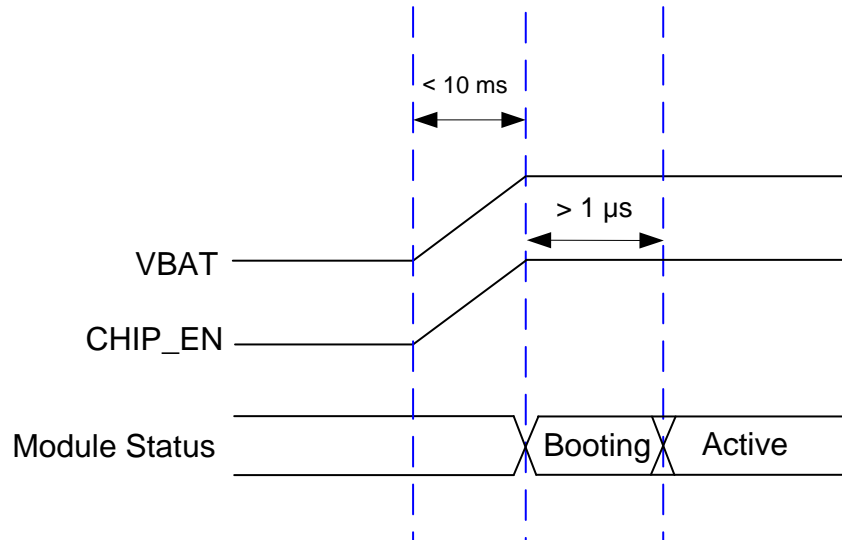 < 10 ms
> 1 μs
VBAT
CHIP_EN
Module Status
Booting
Active